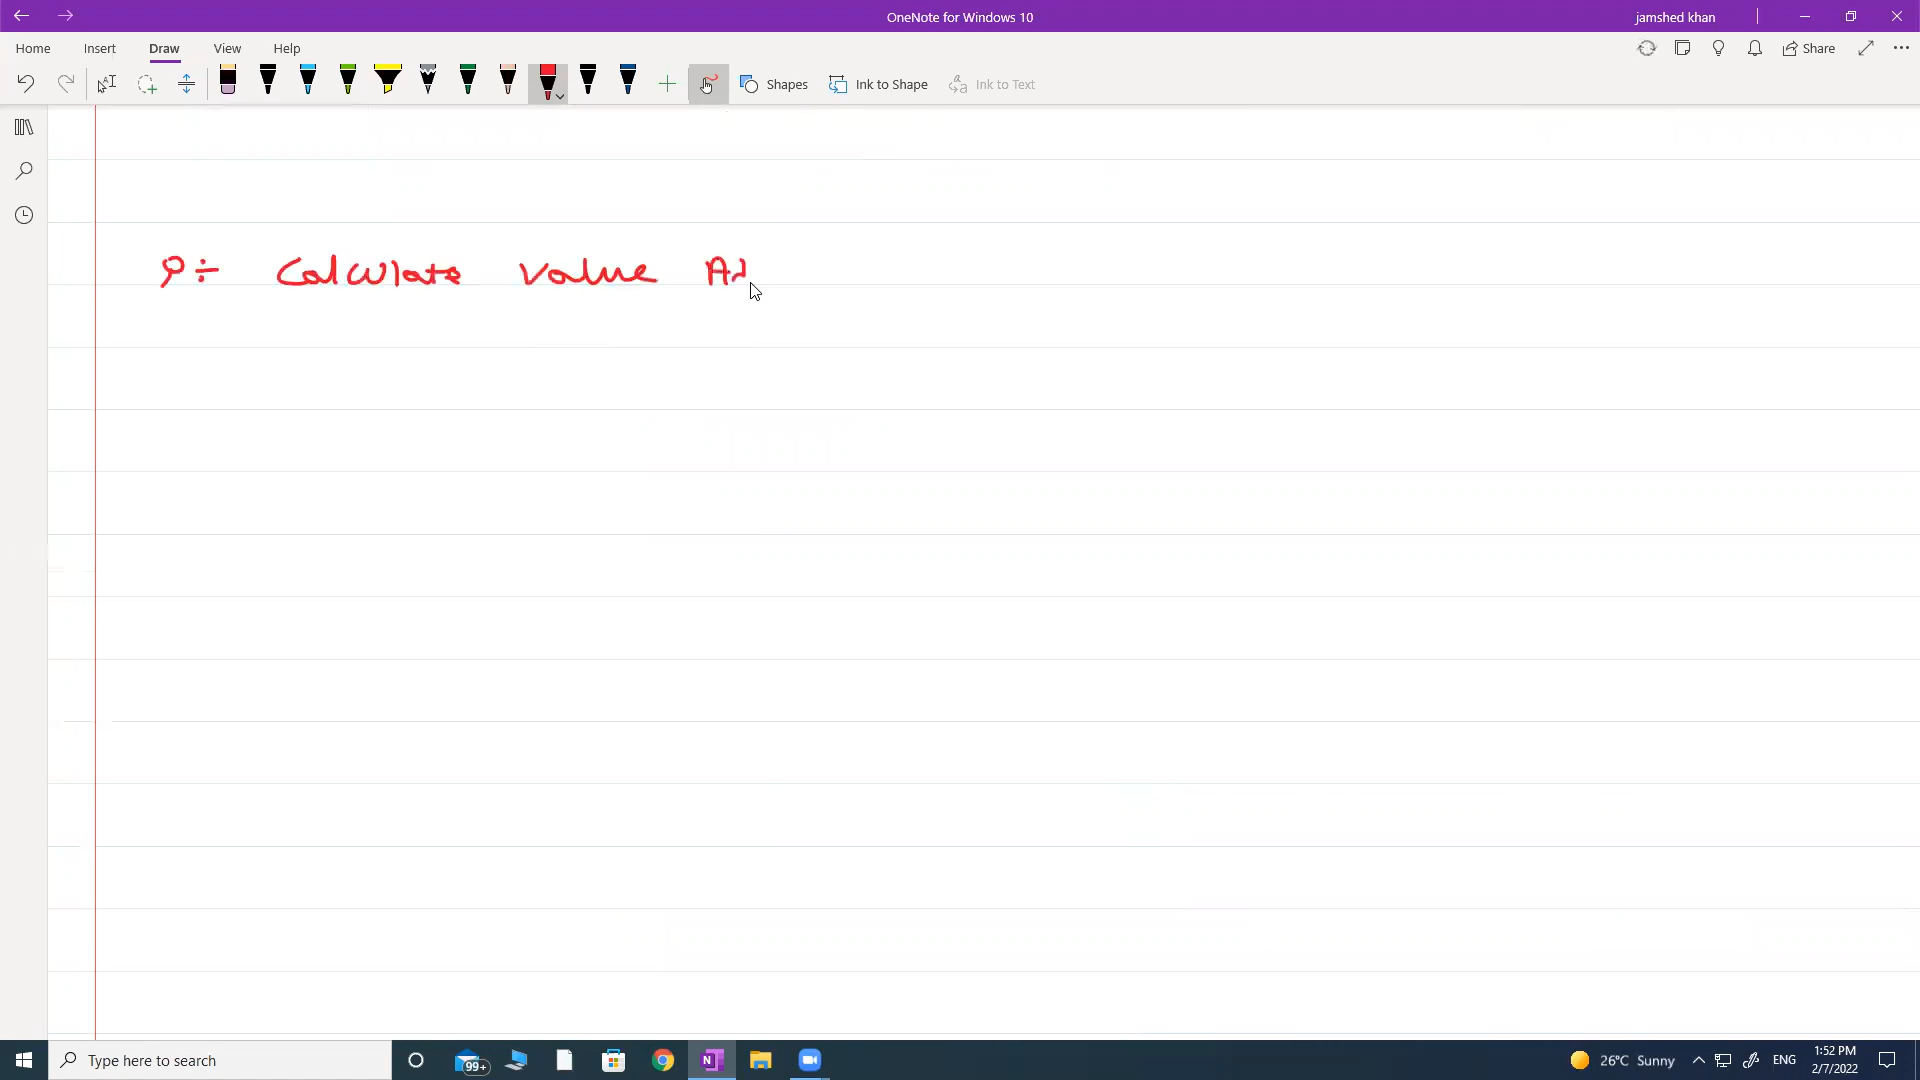 OneNote for Windows 10
jamshed khan
Home Insert Draw View Help
Share
Shapes Ink to Shape Ink to Text
Calculate value Ad
Type here to search
99+
26°C Sunny
ENG
1:52 PM
2/7/2022